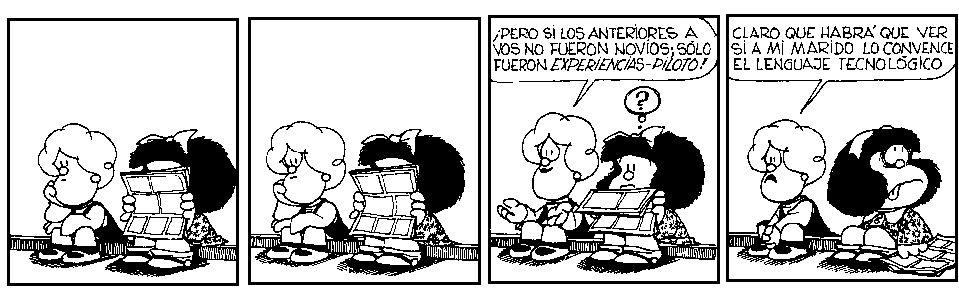 ¡PERO SI LOS ANTERIORES A
VOS NO FUERON NOVIOS; SÓLO
FUERON EXPERIENCIAS-PILOTO!
?
CLARO QUE HABRÁ QUE VER
SI A MI MARIDO LO CONVENCE
EL LENGUAJE TECNOLÓGICO